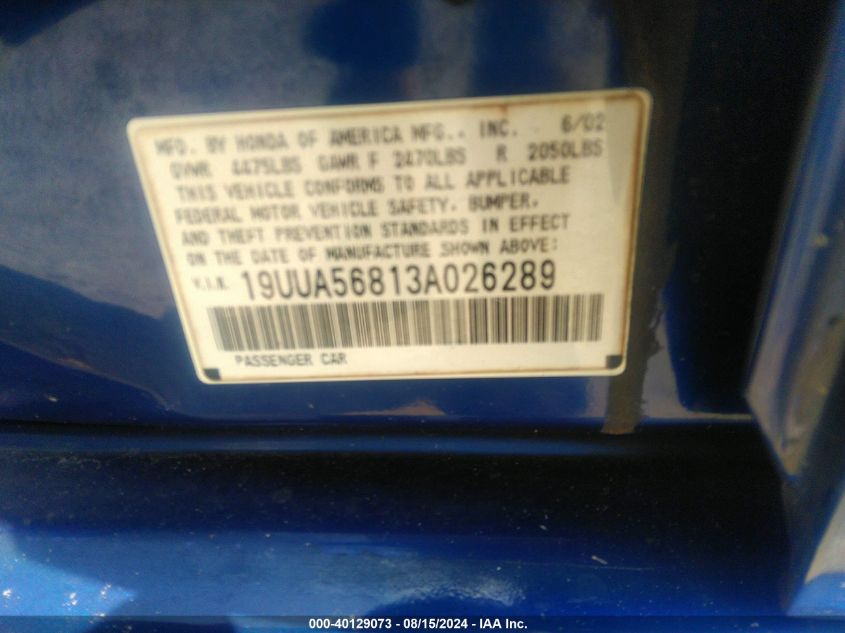 MFG. BY HONDA OF AMERICA MFG., INC. 6/02
GVWR 4475LBS GAWR F 2470LBS R 2050LBS
THIS VEHICLE CONFORMS TO ALL APPLICABLE
FEDERAL MOTOR VEHICLE SAFETY, BUMPER,
AND THEFT PREVENTION STANDARDS IN EFFECT
ON THE DATE OF MANUFACTURE SHOWN ABOVE:
V.I.N. 19UUA56813A026289
PASSENGER CAR
000-40129073 - 08/15/2024 - IAA Inc.